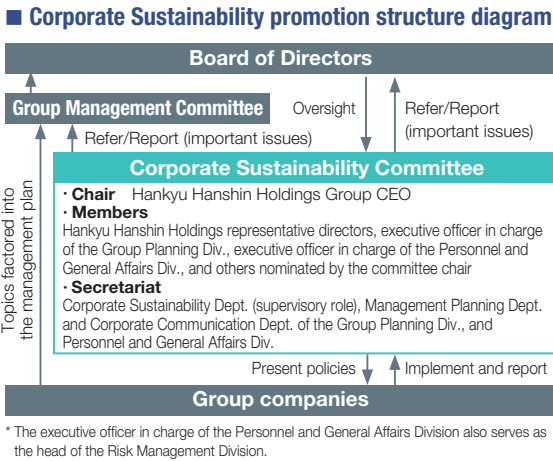 ■ Corporate Sustainability promotion structure diagram
Board of Directors
Group Management Committee
Oversight
Refer/Report
(important issues)
Refer/Report (important issues)
Topics factored into
the management plan
Corporate Sustainability Committee
· Chair Hankyu Hanshin Holdings Group CEO
· Members
Hankyu Hanshin Holdings representative directors, executive officer in charge
of the Group Planning Div., executive officer in charge of the Personnel and
General Affairs Div., and others nominated by the committee chair
· Secretariat
Corporate Sustainability Dept. (supervisory role), Management Planning Dept.
and Corporate Communication Dept. of the Group Planning Div., and
Personnel and General Affairs Div.
Present policies
Implement and report
Group companies
* The executive officer in charge of the Personnel and General Affairs Division also serves as
the head of the Risk Management Division.